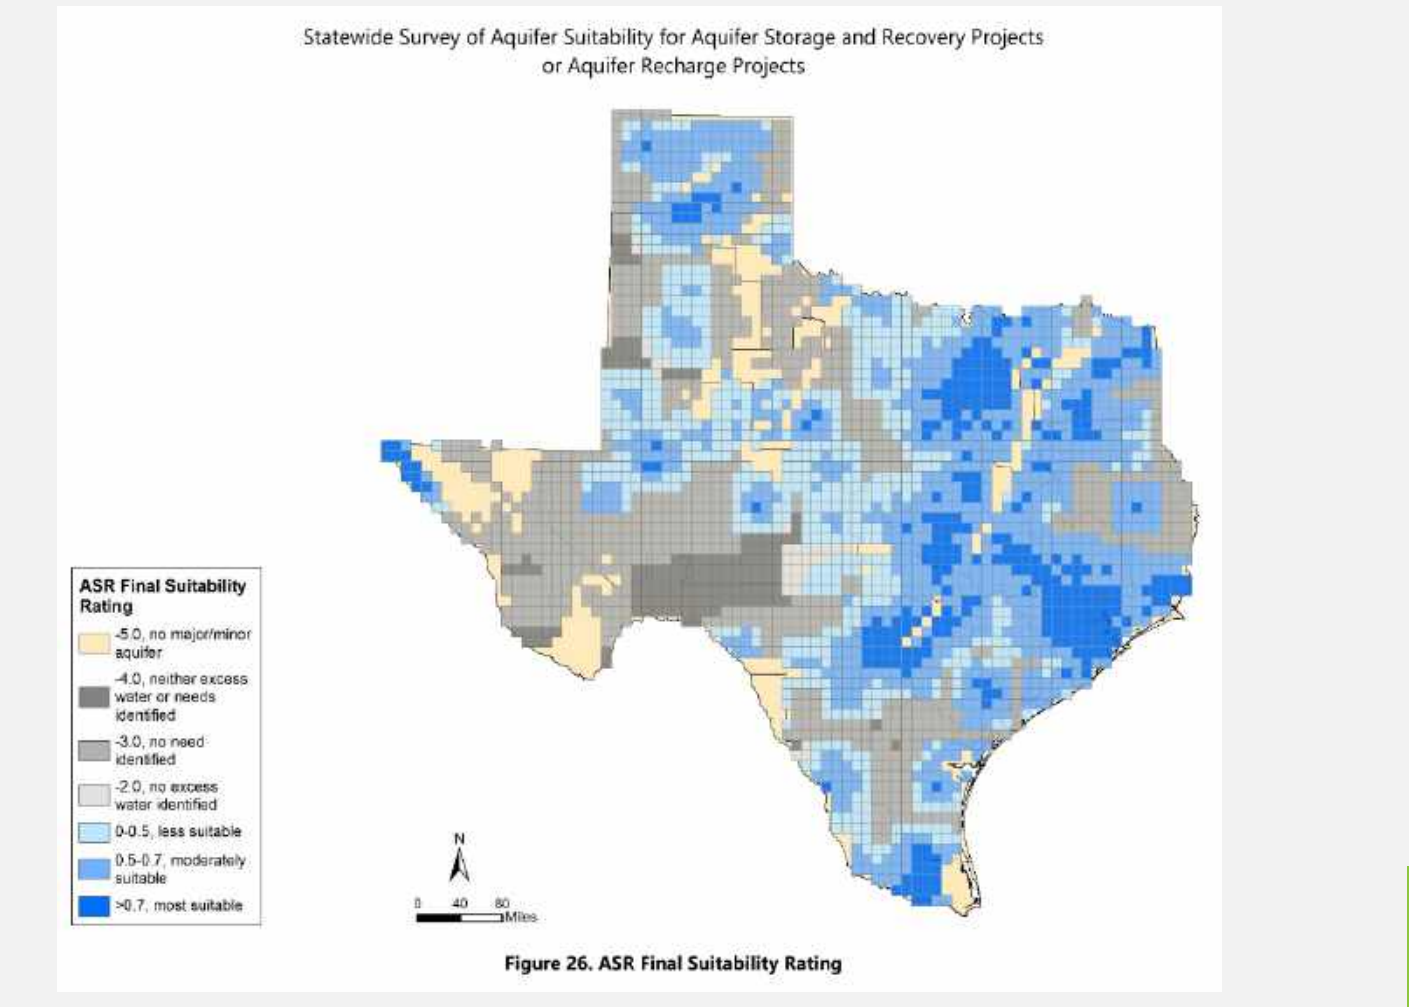 Statewide Survey of Aquifer Suitability for Aquifer Storage and Recovery Projects
or Aquifer Recharge Projects
ASR Final Suitability
Rating
-5.0, no major/minor
aquifer
-4.0, neither excess
water or needs
identified
-3.0, no need
identified
-2.0, no excess
water identified
0-0.5, less suitable
0.5-0.7, moderately
suitable
>0.7, most suitable
N
0 40 80
Miles
Figure 26. ASR Final Suitability Rating